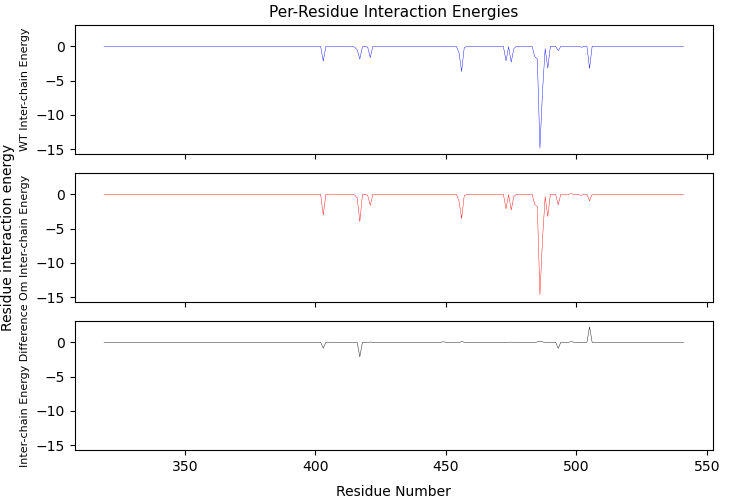 Per-Residue Interaction Energies
Residue interaction energy
WT Inter-chain Energy
0
−5
−10
−15
Om Inter-chain Energy
0
−5
−10
−15
Inter-chain Energy Difference
0
−5
−10
−15
350
400
450
500
550
Residue Number